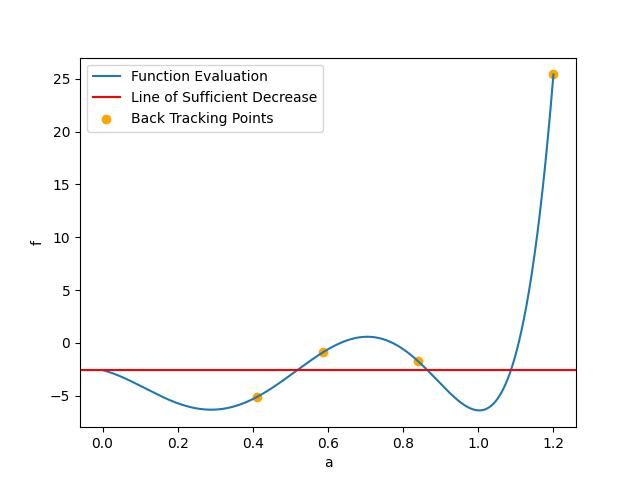 Function Evaluation
Line of Sufficient Decrease
Back Tracking Points
25
20
15
10
5
0
−5
f
0.0 0.2 0.4 0.6 0.8 1.0 1.2
a